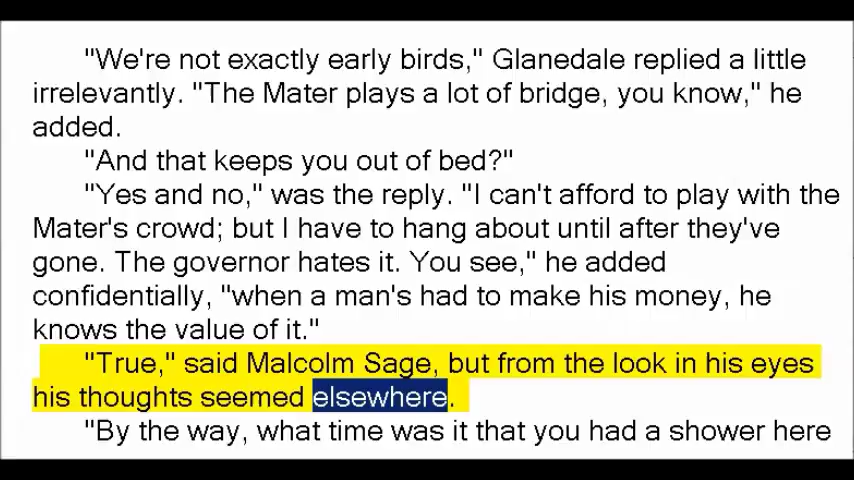 "We're not exactly early birds," Glanedale replied a little
irrelevantly. "The Mater plays a lot of bridge, you know," he
added.
"And that keeps you out of bed?"
"Yes and no," was the reply. "I can't afford to play with the
Mater's crowd; but I have to hang about until after they've
gone. The governor hates it. You see," he added
confidentially, "when a man's had to make his money, he
knows the value of it."
"True," said Malcolm Sage, but from the look in his eyes
his thoughts seemed elsewhere.
"By the way, what time was it that you had a shower here